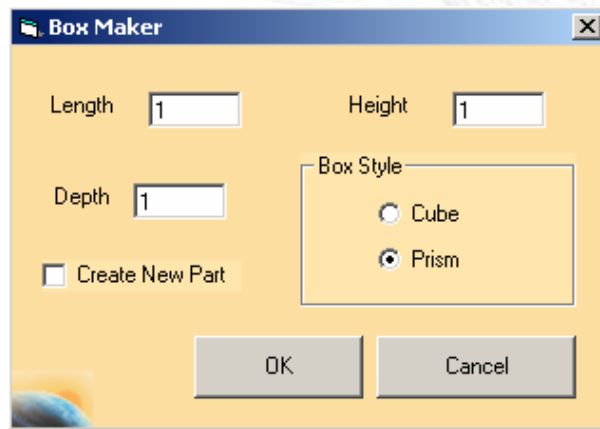 Box Maker
Length 1 Height 1
Box Style
Depth 1 Cube
Prism
Create New Part
OK Cancel